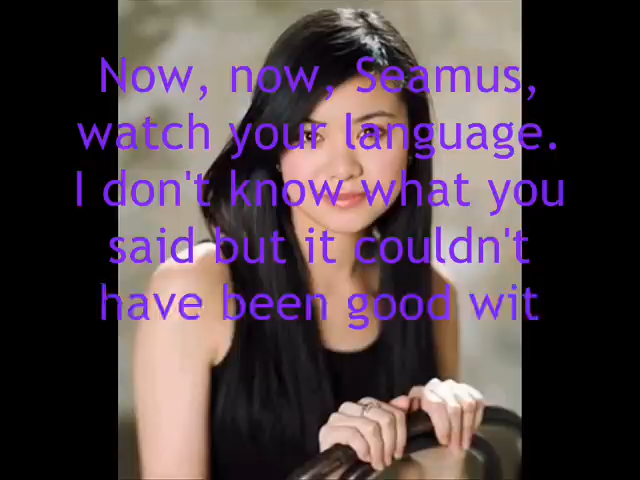 Now, now, Seamus,
watch your language.
I don't know what you
said but it couldn't
have been good wit